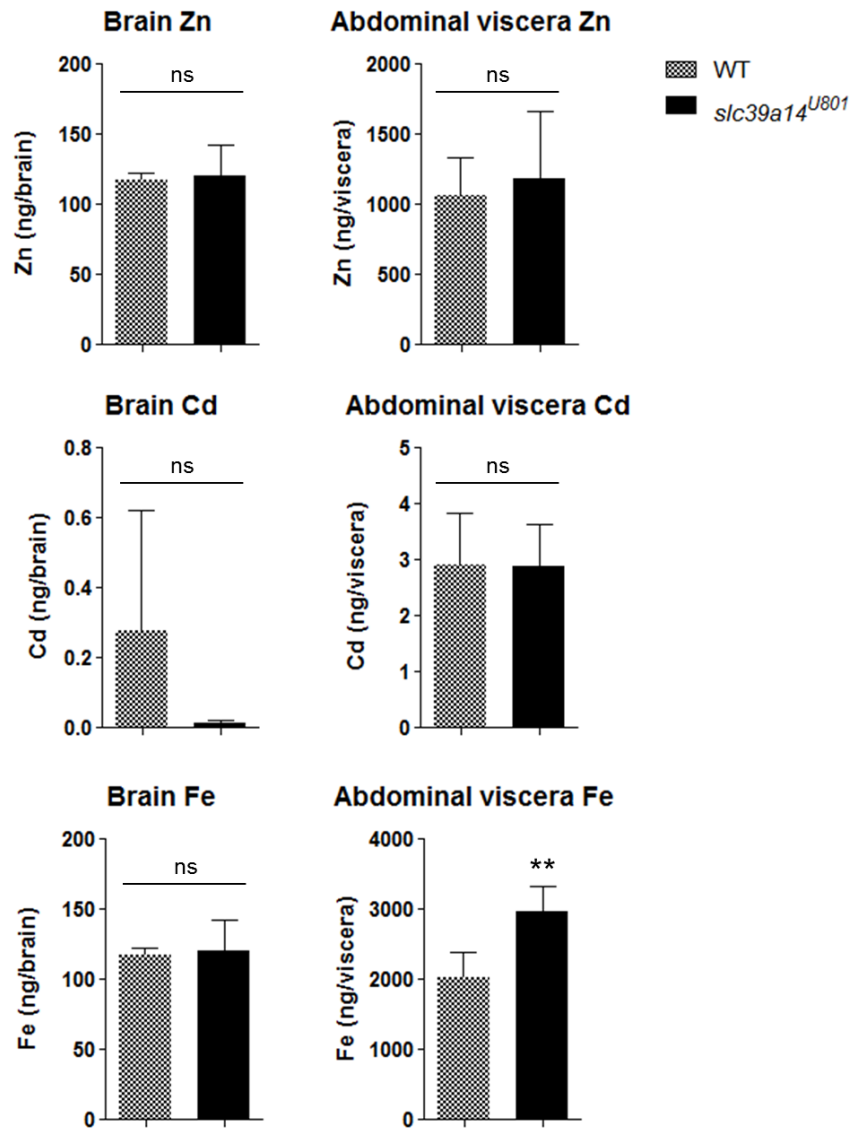 Brain Zn
200
150
100
50
0
Zn (ng/brain)
ns
Abdominal viscera Zn
2000
1500
1000
500
0
Zn (ng/viscera)
ns
WT
slc39a14U801
Brain Cd
0.8
0.6
0.4
0.2
0.0
Cd (ng/brain)
ns
Abdominal viscera Cd
5
4
3
2
1
0
Cd (ng/viscera)
ns
Brain Fe
200
150
100
50
0
Fe (ng/brain)
ns
Abdominal viscera Fe
4000
3000
2000
1000
0
Fe (ng/viscera)
**